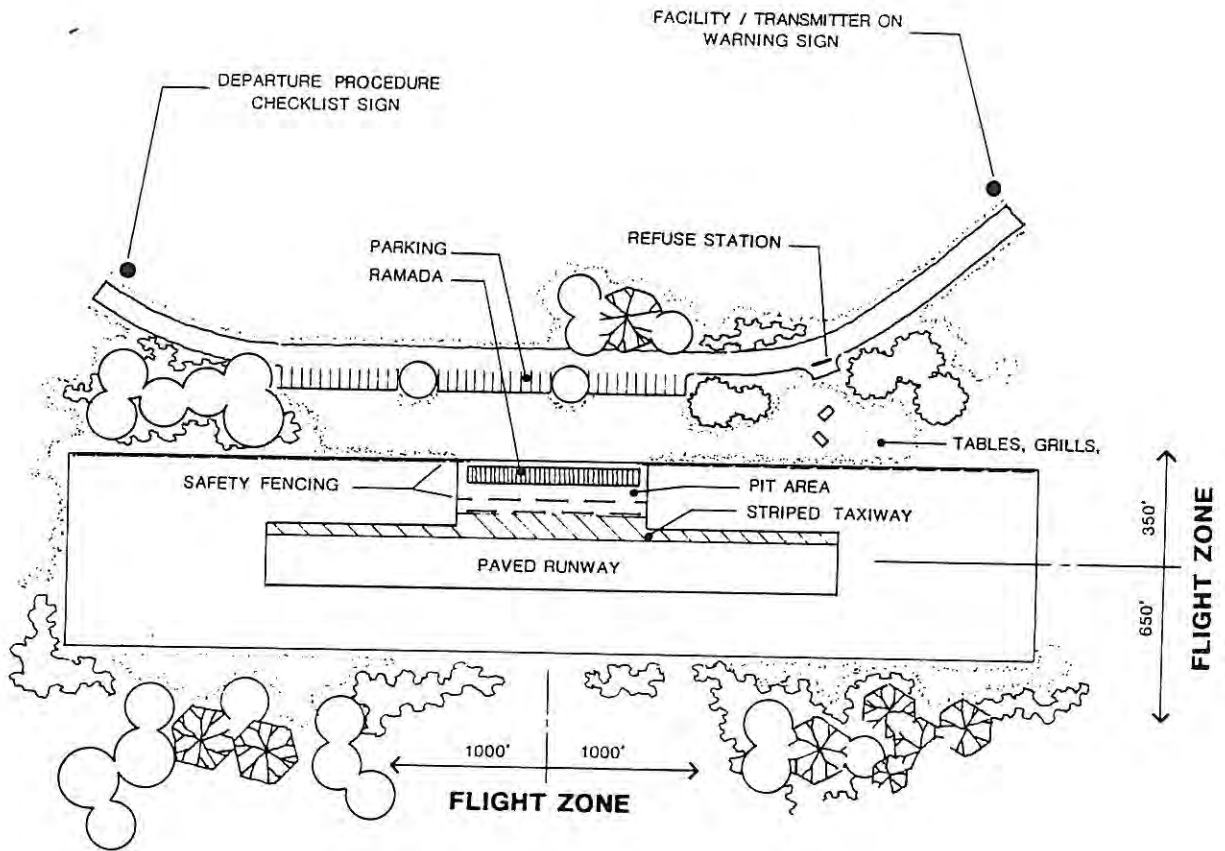 FACILITY / TRANSMITTER ON
WARNING SIGN
DEPARTURE PROCEDURE
CHECKLIST SIGN
PARKING
RAMADA
REFUSE STATION
TABLES, GRILLS,
SAFETY FENCING
PIT AREA
STRIPED TAXIWAY
PAVED RUNWAY
350'
650'
FLIGHT ZONE
1000' 1000'
FLIGHT ZONE